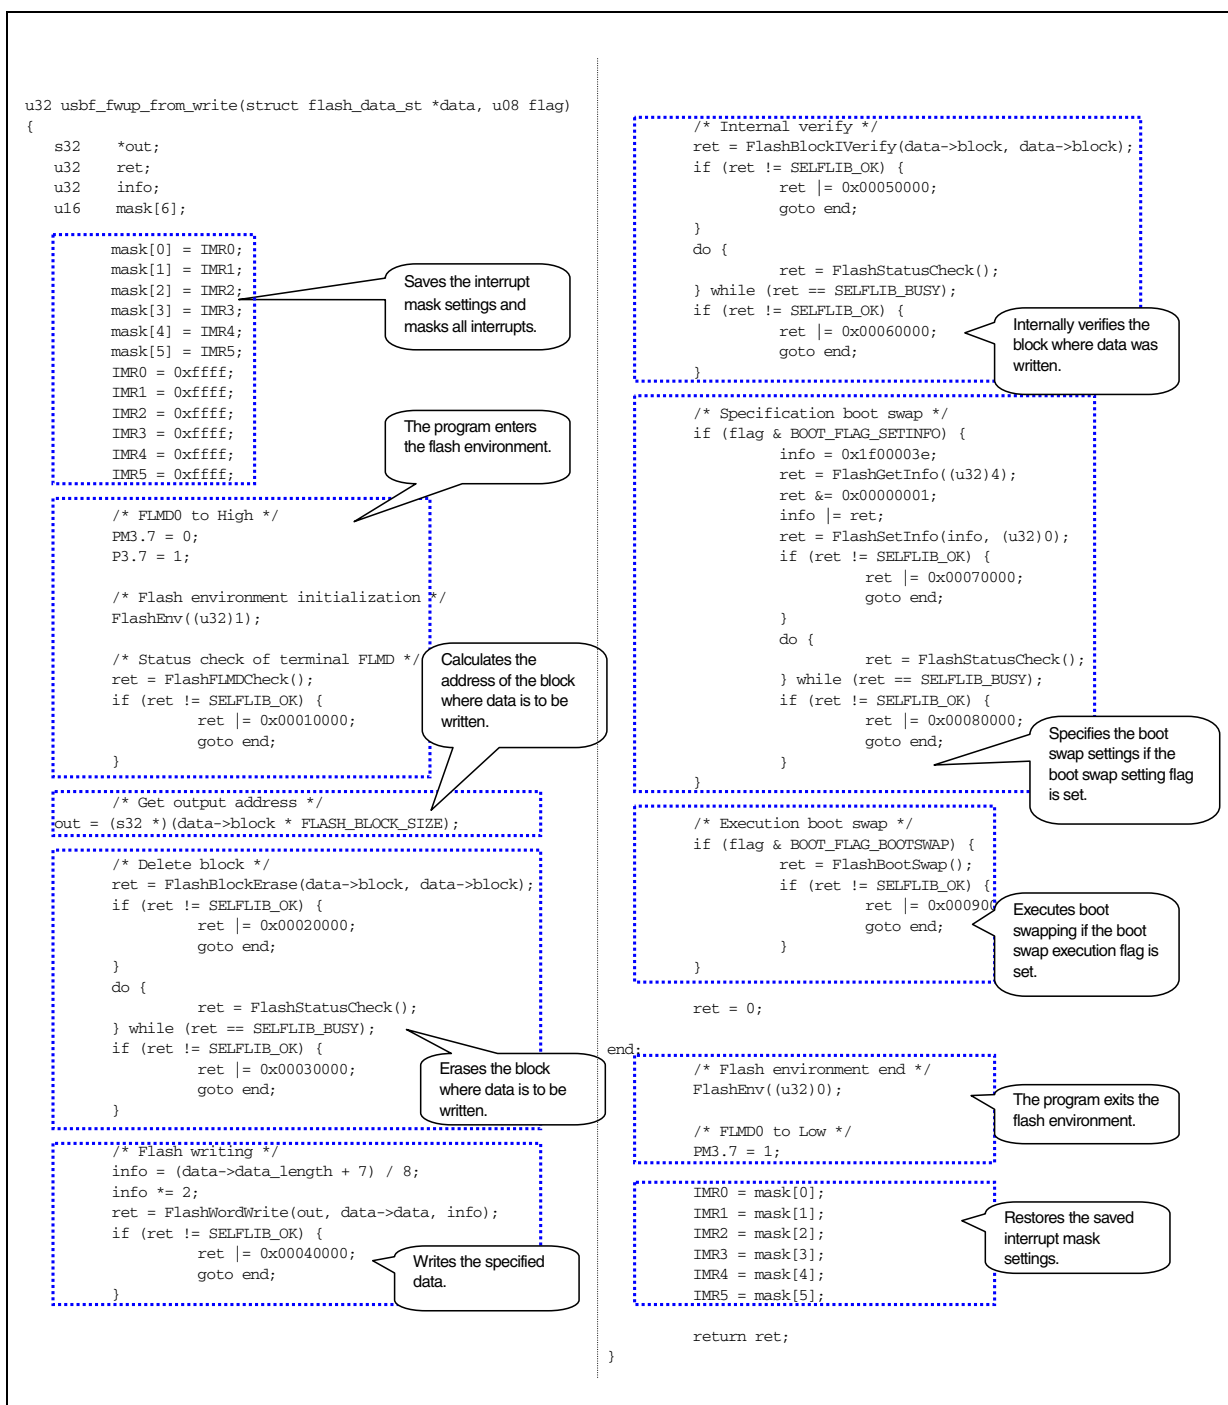 u32 usbf_fwup_from_write(struct flash_data_st *data, u08 flag)
{
s32 *out;
u32 ret;
u32 info;
u16 mask[6];
mask[0] = IMR0;
mask[1] = IMR1;
mask[2] = IMR2;
mask[3] = IMR3;
mask[4] = IMR4;
mask[5] = IMR5;
IMR0 = 0xffff;
IMR1 = 0xffff;
IMR2 = 0xffff;
IMR3 = 0xffff;
IMR4 = 0xffff;
IMR5 = 0xffff;
Saves the interrupt
mask settings and
masks all interrupts.
The program enters
the flash environment.
/* FLMD0 to High */
PM3.7 = 0;
P3.7 = 1;
/* Flash environment initialization */
FlashEnv((u32)1);
/* Status check of terminal FLMD */
ret = FlashFLMDCheck();
if (ret != SELFLIB_OK) {
ret |= 0x00010000;
goto end;
}
Calculates the
address of the block
where data is to be
written.
/* Get output address */
out = (s32 *)(data->block * FLASH_BLOCK_SIZE);
/* Delete block */
ret = FlashBlockErase(data->block, data->block);
if (ret != SELFLIB_OK) {
ret |= 0x00020000;
goto end;
}
do {
ret = FlashStatusCheck();
} while (ret == SELFLIB_BUSY);
if (ret != SELFLIB_OK) {
ret |= 0x00030000;
goto end;
}
Erases the block
where data is to be
written.
/* Flash writing */
info = (data->data_length + 7) / 8;
info *= 2;
ret = FlashWordWrite(out, data->data, info);
if (ret != SELFLIB_OK) {
ret |= 0x00040000;
goto end;
}
Writes the specified
data.
/* Internal verify */
ret = FlashBlockIVerify(data->block, data->block);
if (ret != SELFLIB_OK) {
ret |= 0x00050000;
goto end;
}
do {
ret = FlashStatusCheck();
} while (ret == SELFLIB_BUSY);
if (ret != SELFLIB_OK) {
ret |= 0x00060000;
goto end;
}
Internally verifies the
block where data was
written.
/* Specification boot swap */
if (flag & BOOT_FLAG_SETINFO) {
info = 0x1f00003e;
ret = FlashGetInfo((u32)4);
ret &= 0x00000001;
info |= ret;
ret = FlashSetInfo(info, (u32)0);
if (ret != SELFLIB_OK) {
ret |= 0x00070000;
goto end;
}
do {
ret = FlashStatusCheck();
} while (ret == SELFLIB_BUSY);
if (ret != SELFLIB_OK) {
ret |= 0x00080000;
goto end;
}
}
Specifies the boot
swap settings if the
boot swap setting flag
is set.
/* Execution boot swap */
if (flag & BOOT_FLAG_BOOTSWAP) {
ret = FlashBootSwap();
if (ret != SELFLIB_OK) {
ret |= 0x000900
goto end;
}
}
Executes boot
swapping if the boot
swap execution flag is
set.
ret = 0;
end:
/* Flash environment end */
FlashEnv((u32)0);
/* FLMD0 to Low */
PM3.7 = 1;
The program exits the
flash environment.
IMR0 = mask[0];
IMR1 = mask[1];
IMR2 = mask[2];
IMR3 = mask[3];
IMR4 = mask[4];
IMR5 = mask[5];
Restores the saved
interrupt mask
settings.
return ret;
}